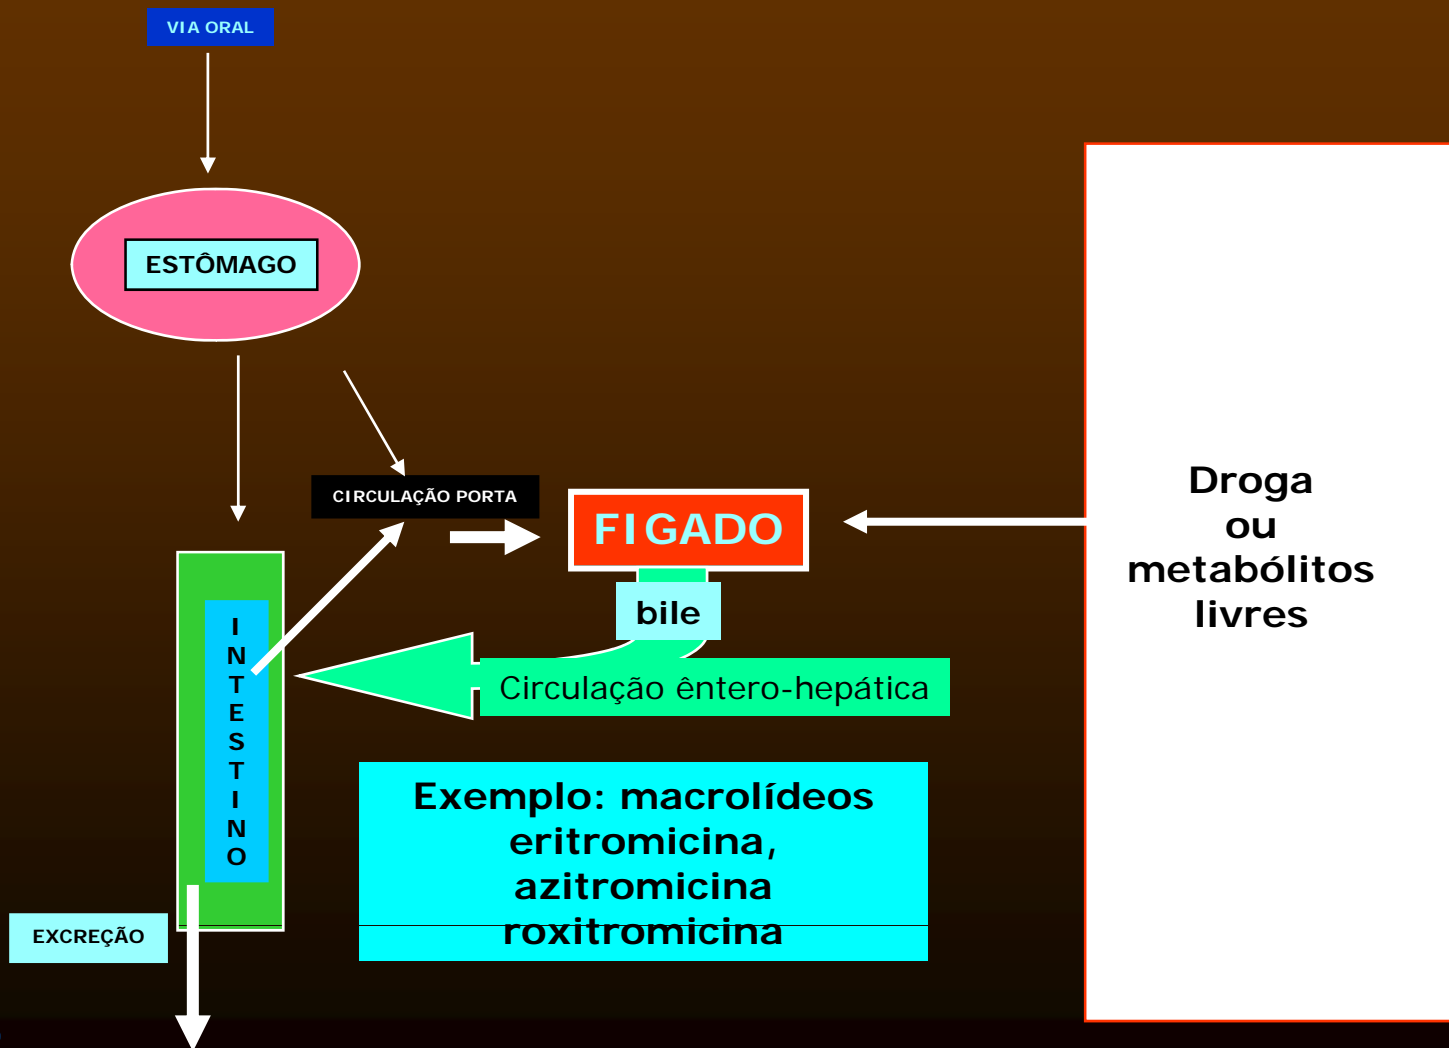 VIA ORAL
ESTÔMAGO
CIRCULAÇÃO PORTA
FIGADO
Droga
ou
metabólitos
livres
bile
Circulação êntero-hepática
I
N
T
E
S
T
I
N
O
Exemplo: macrolídeos
eritromicina,
azitromicina
roxitromicina
EXCREÇÃO